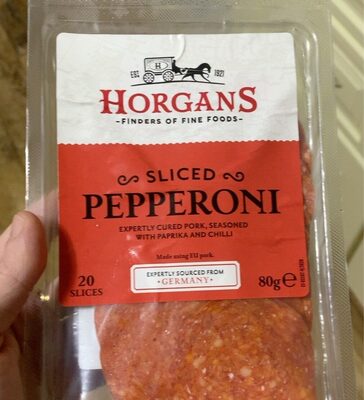 EST. 1921
H
HORGANS
-FINDERS OF FINE FOODS-
SLICED
PEPPERONI
EXPERTLY CURED PORK, SEASONED
WITH PAPRIKA AND CHILLI
Made using EU pork.
20
SLICES
EXPERTLY SOURCED FROM
• GERMANY •
80g e